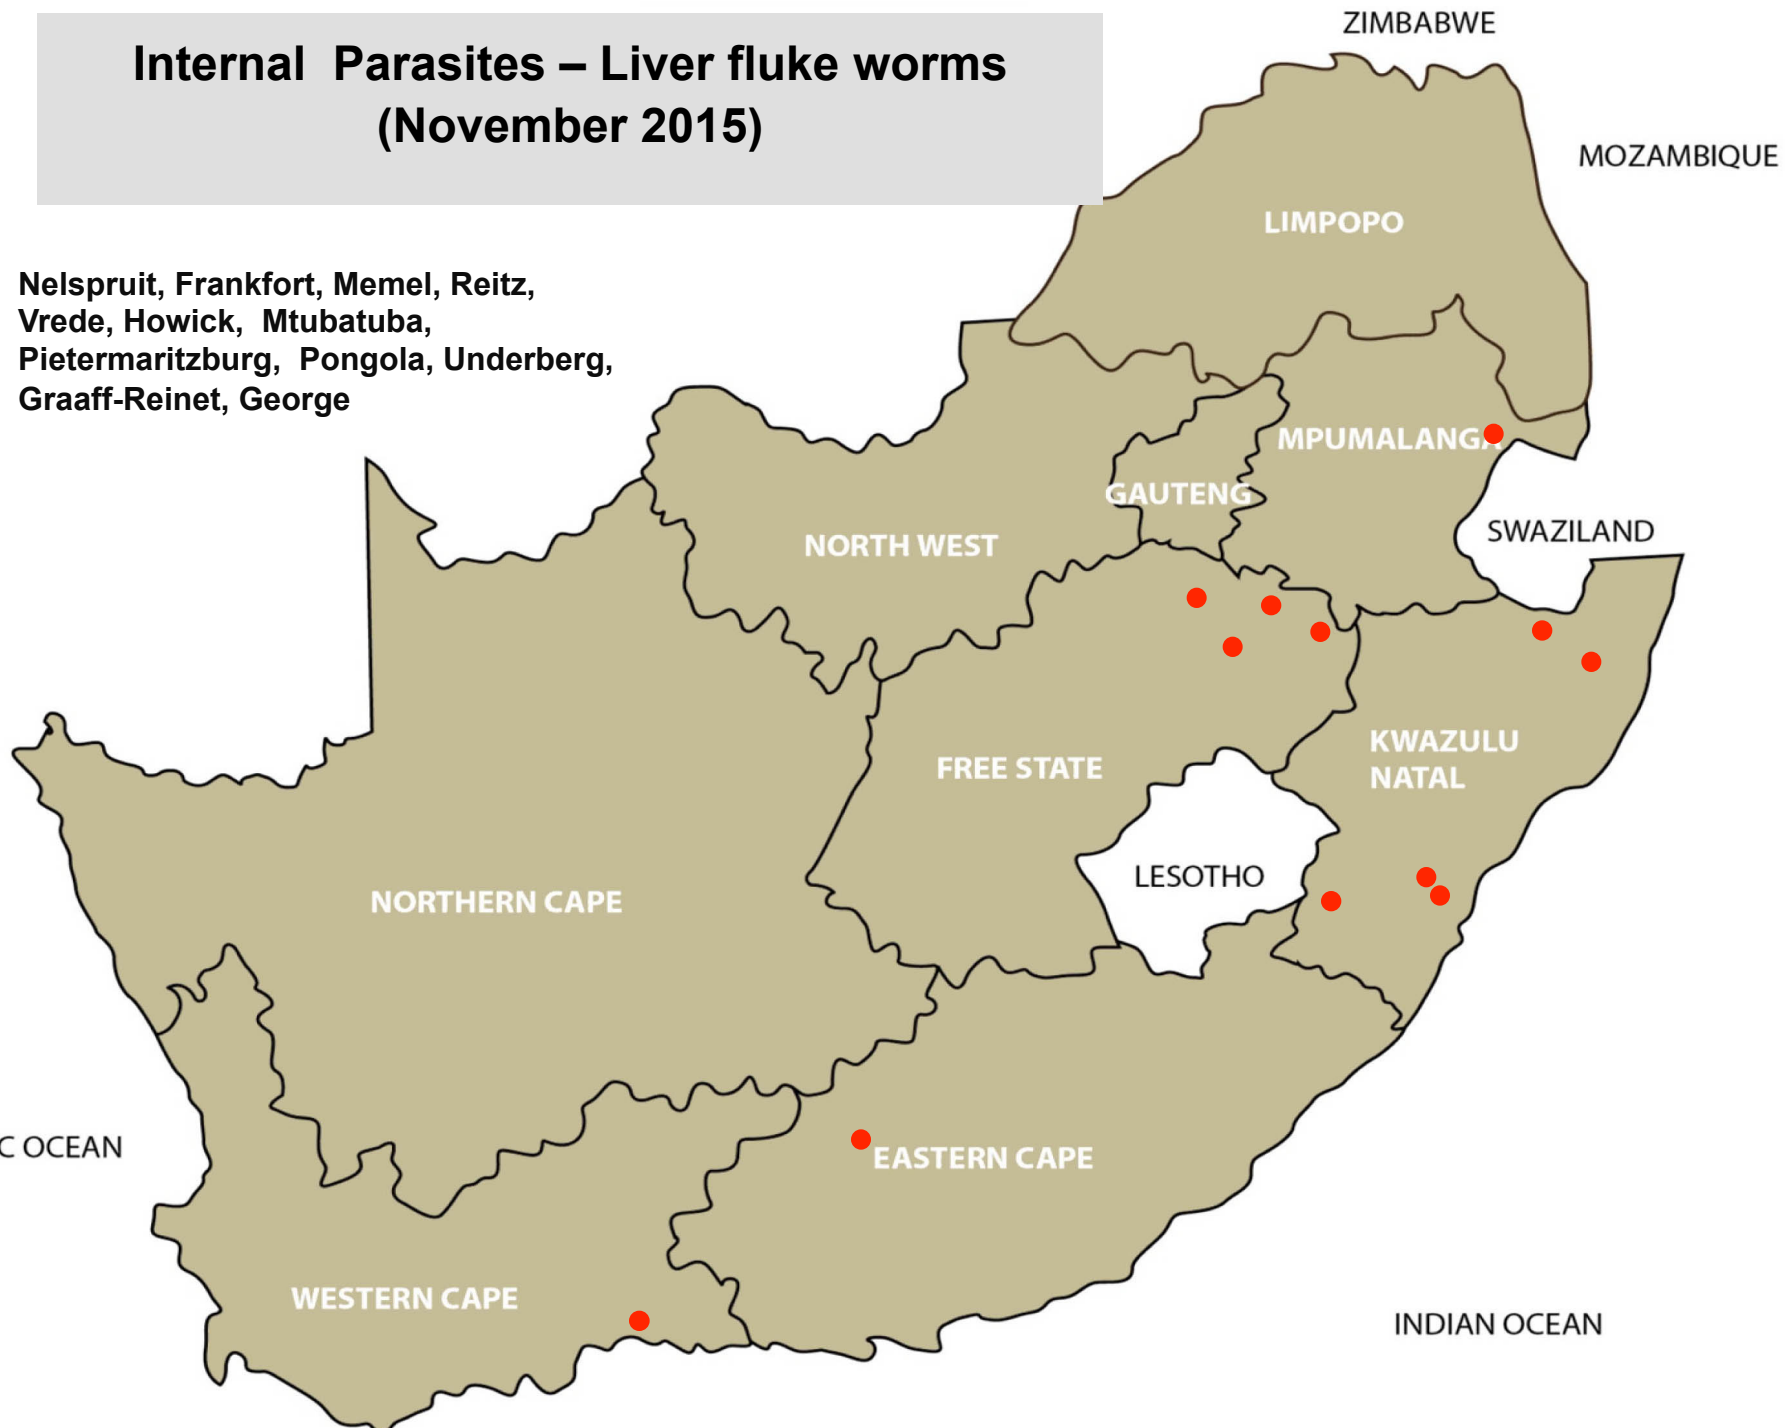 Internal Parasites – Liver fluke worms
(November 2015)
Nelspruit, Frankfort, Memel, Reitz,
Vrede, Howick, Mtubatuba,
Pietermaritzburg, Pongola, Underberg,
Graaff-Reinet, George
ZIMBABWE
MOZAMBIQUE
LIMPOPO
MPUMALANGA
GAUTENG
NORTH WEST
SWAZILAND
KWAZULU
NATAL
FREE STATE
LESOTHO
NORTHERN CAPE
C OCEAN
EASTERN CAPE
WESTERN CAPE
INDIAN OCEAN